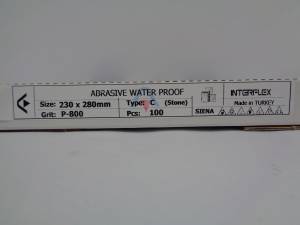 ABRASIVE WATER PROOF
Size: 230 x 280mm
Type: C (Stone)
Grit: P-800
Pcs: 100
SIENA
INTERFLEX
Made in TURKEY